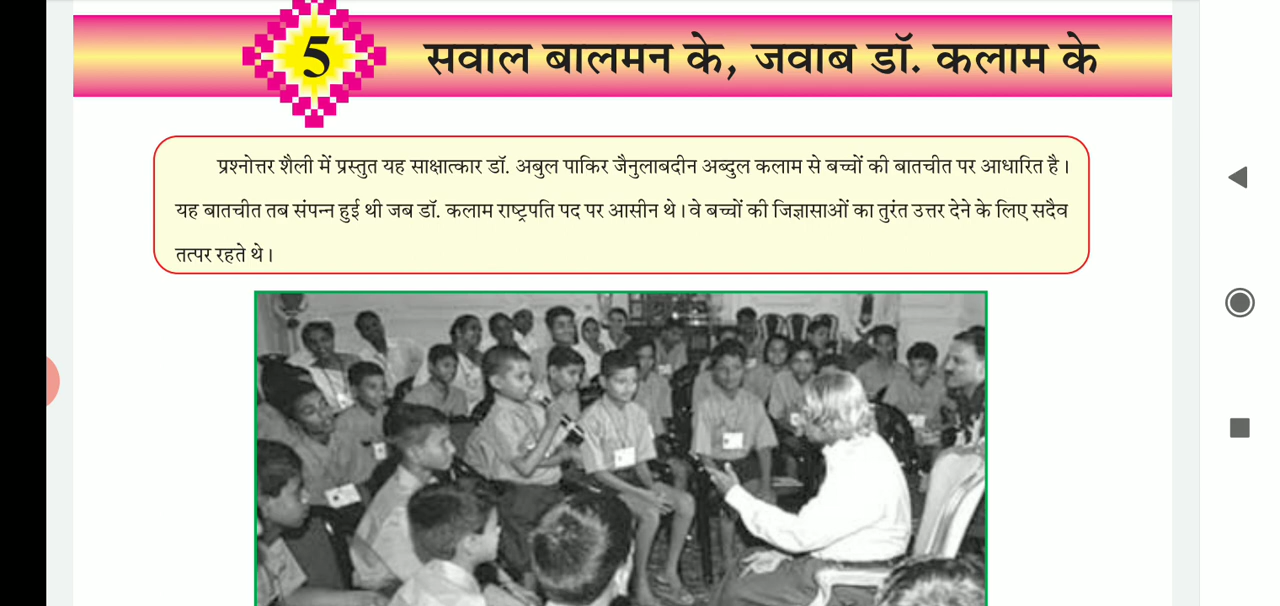 5
सवाल बालमन के, जवाब डॉ. कलाम के
प्रश्नोत्तर शैली में प्रस्तुत यह साक्षात्कार डॉ. अबुल पाकिर जैनुलाबदीन अब्दुल कलाम से बच्चों की बातचीत पर आधारित है।
यह बातचीत तब संपन्न हुई थी जब डॉ. कलाम राष्ट्रपति पद पर आसीन थे। वे बच्चों की जिज्ञासाओं का तुरंत उत्तर देने के लिए सदैव
तत्पर रहते थे।